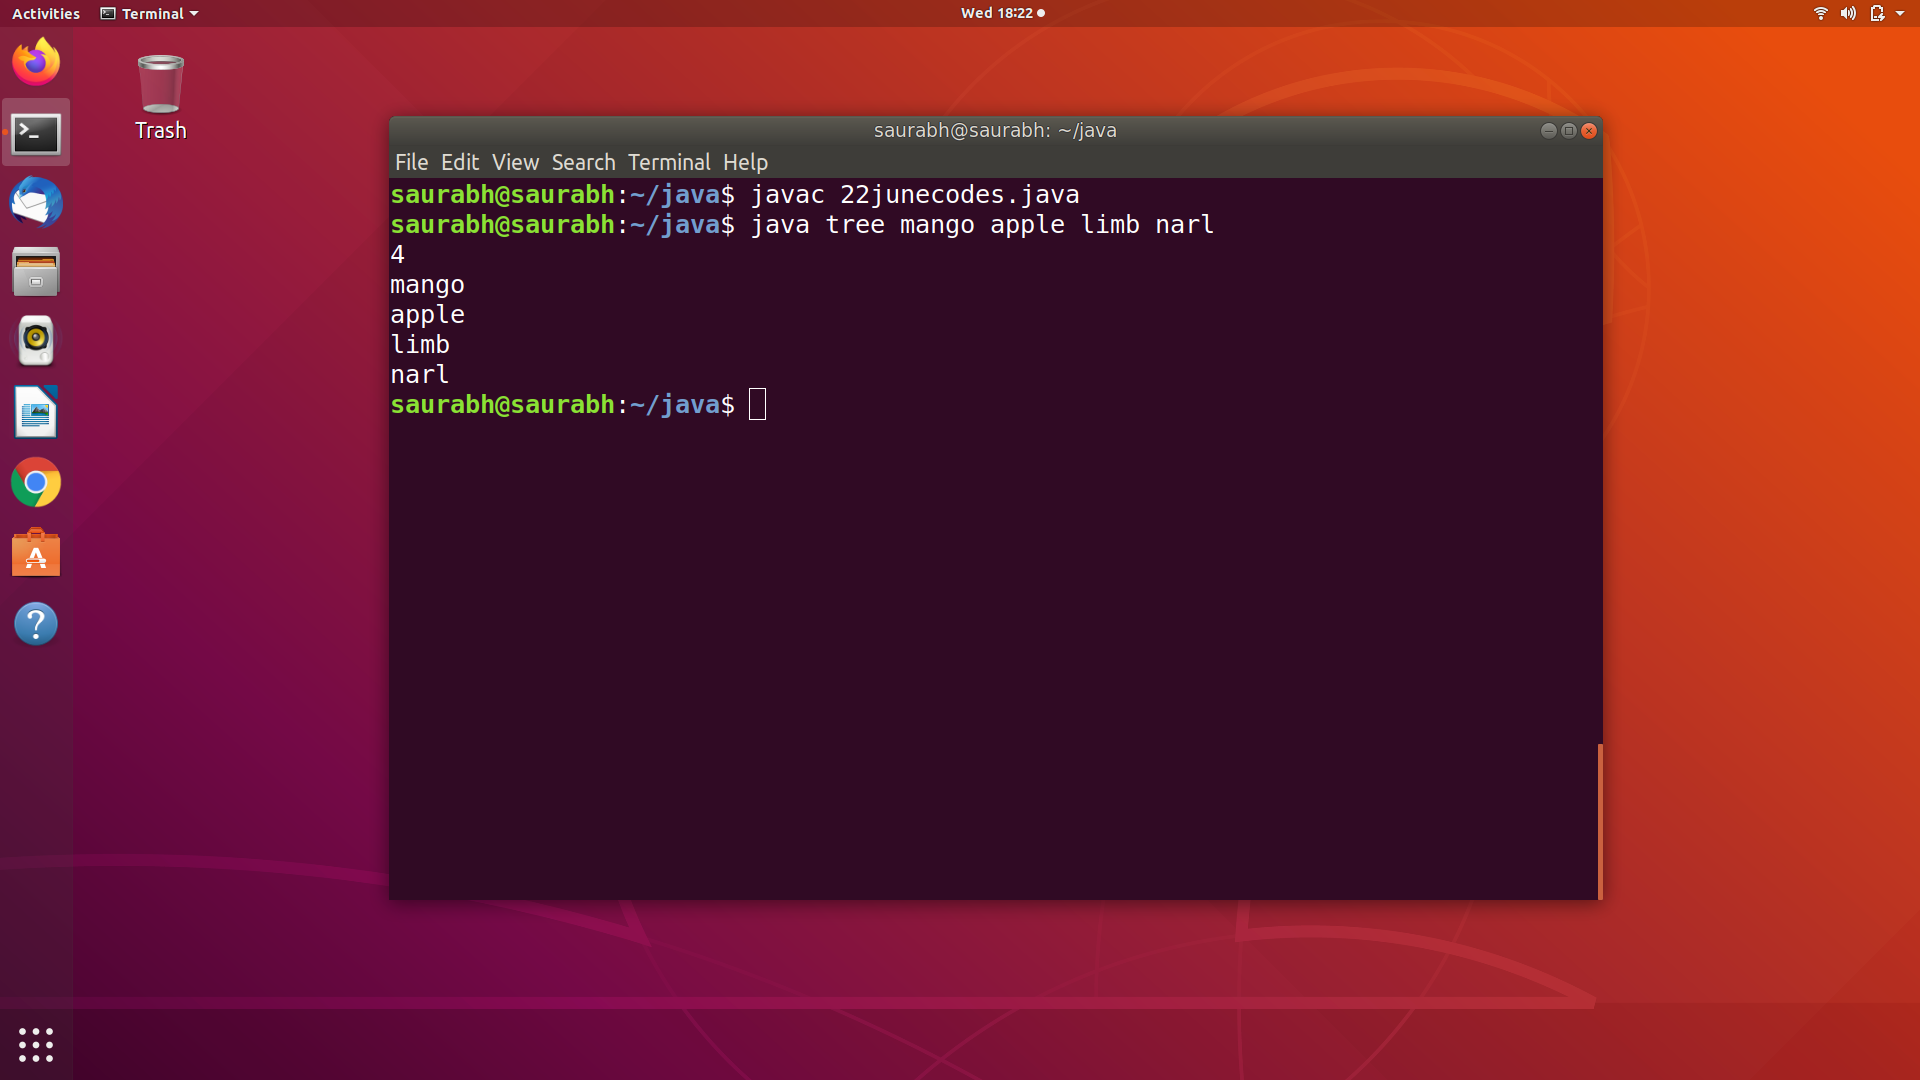 Activities Terminal Wed 18:22
Trash
saurabh@saurabh: ~/java
File Edit View Search Terminal Help
saurabh@saurabh:~/java$ javac 22junecodes.java
saurabh@saurabh:~/java$ java tree mango apple limb narl
4
mango
apple
limb
narl
saurabh@saurabh:~/java$